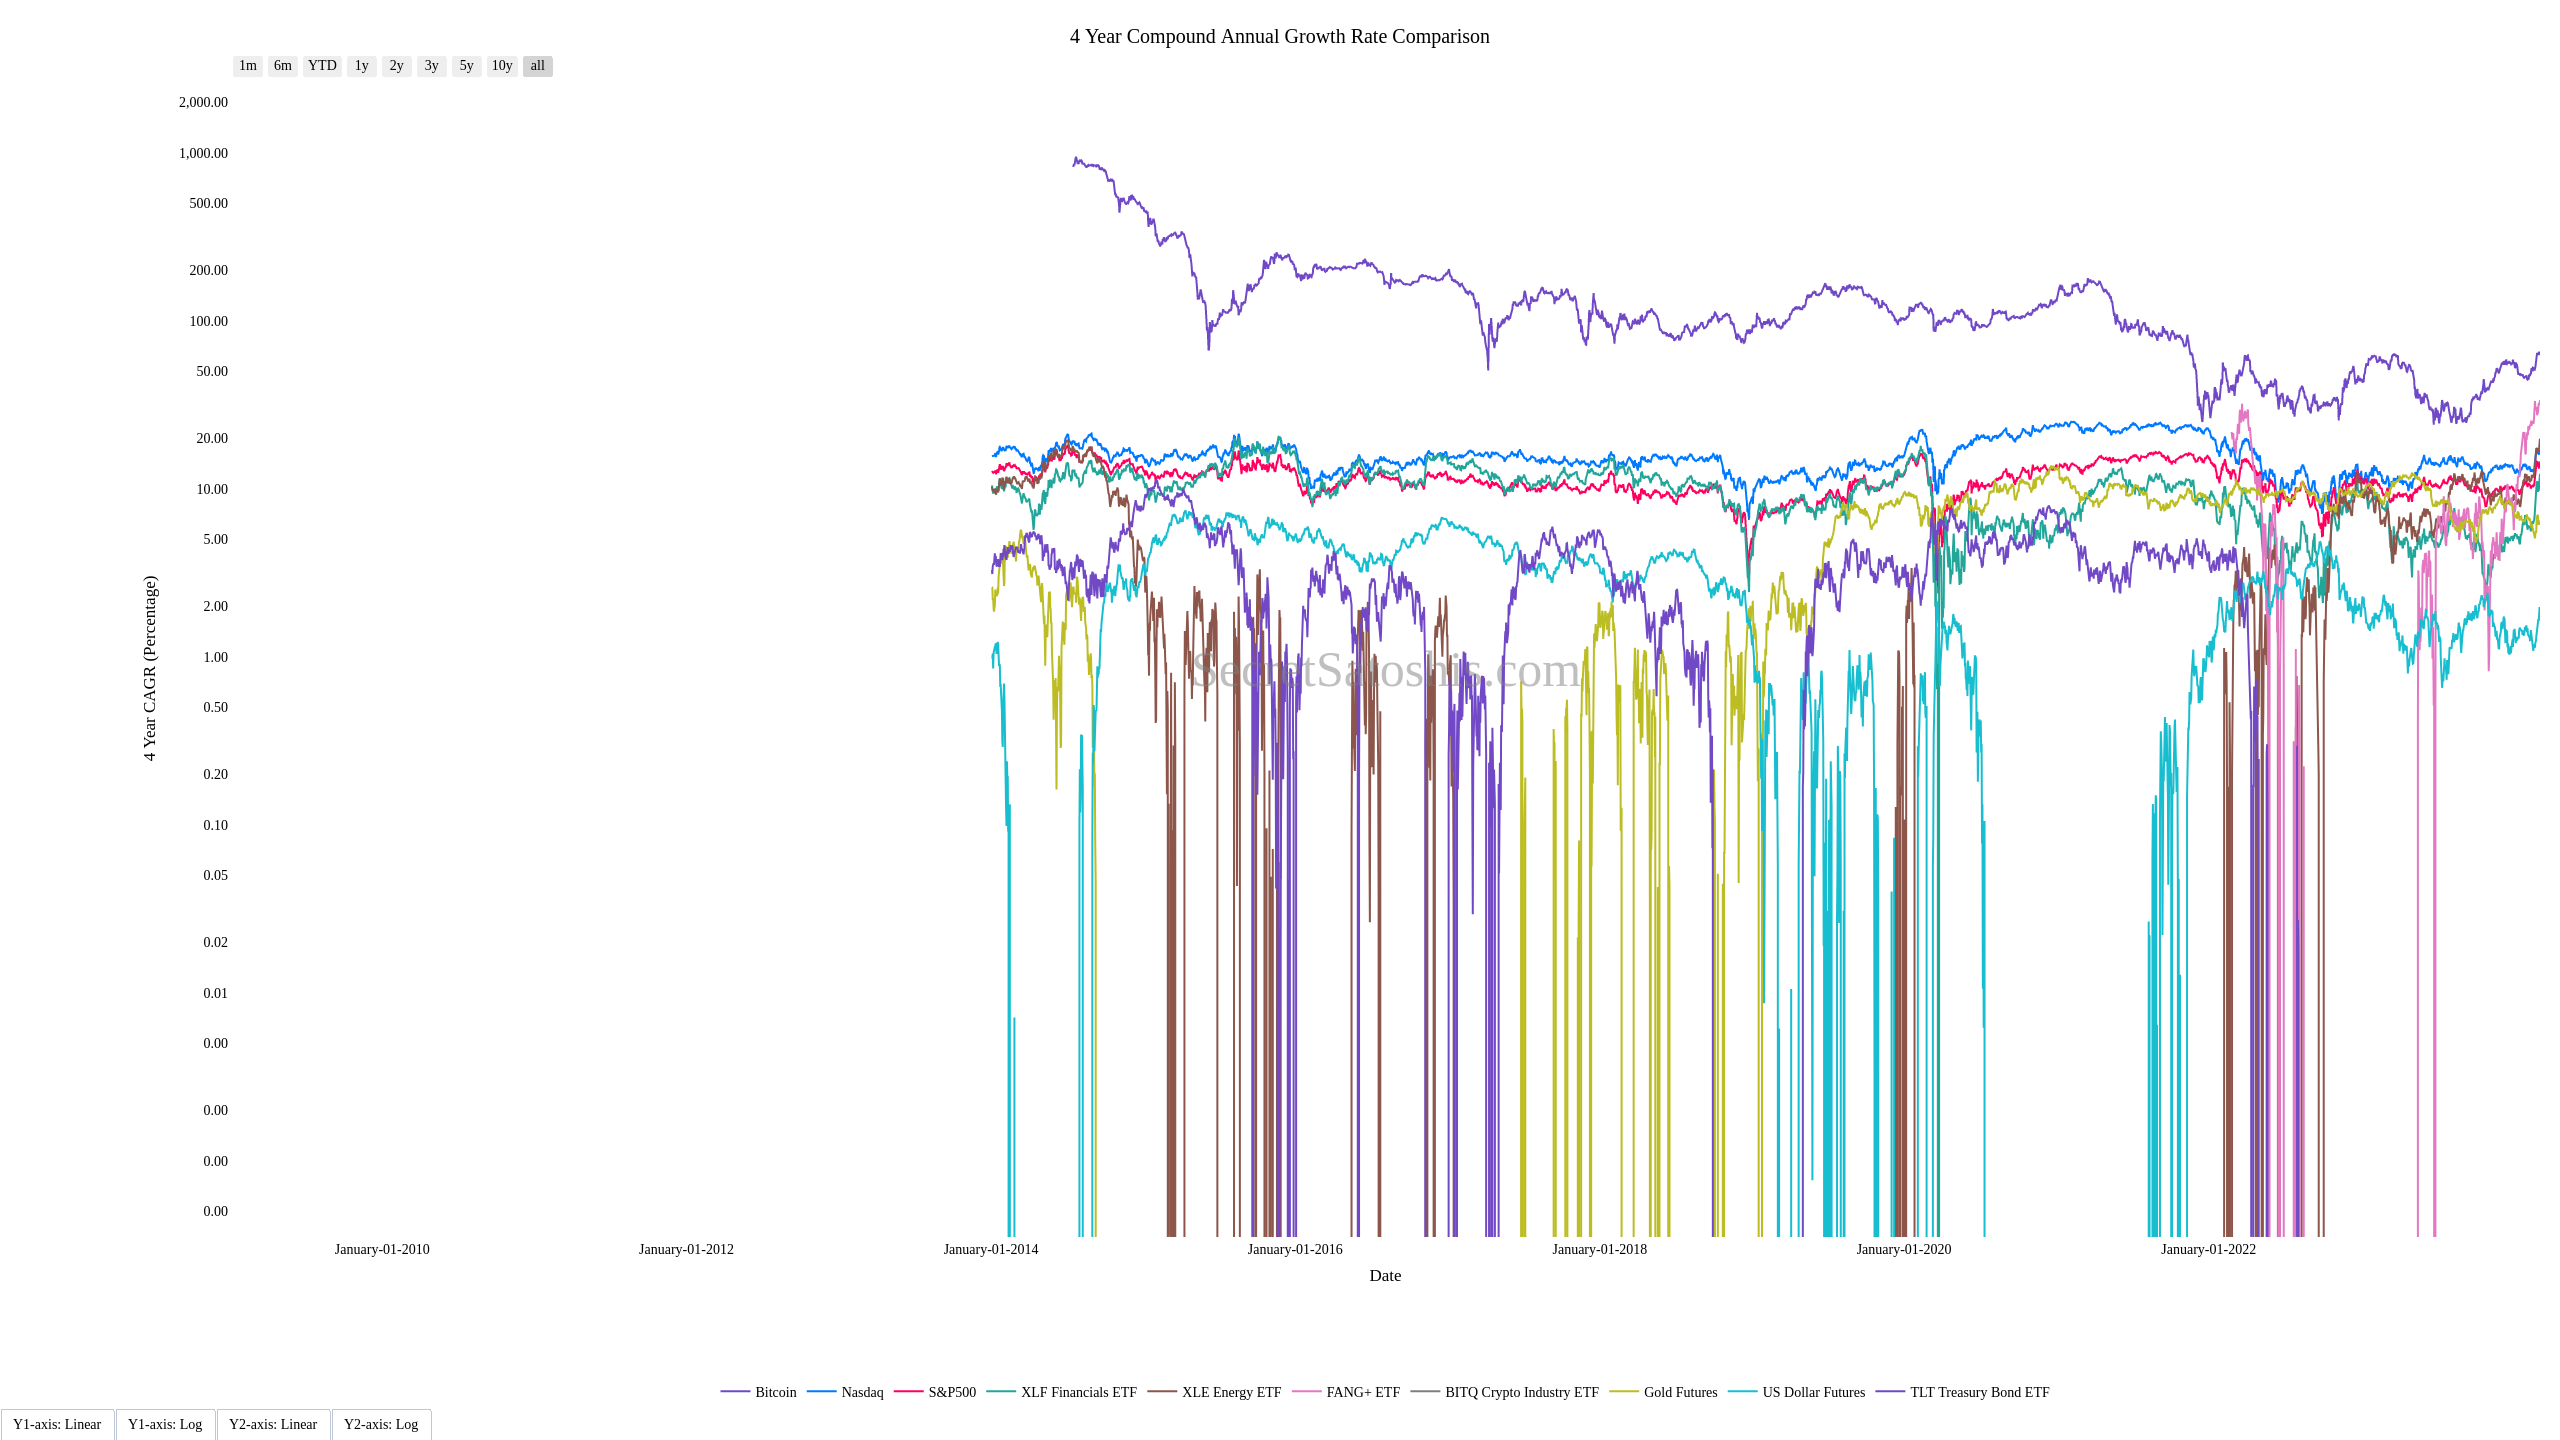 4 Year Compound Annual Growth Rate Comparison
1m 6m YTD 1y 2y 3y 5y 10y all
2,000.00
1,000.00
500.00
200.00
100.00
50.00
20.00
10.00
5.00
2.00
1.00
0.50
0.20
0.10
0.05
0.02
0.01
0.00
0.00
0.00
0.00
4 Year CAGR (Percentage)
SecretSatoshis.com
January-01-2010 January-01-2012 January-01-2014 January-01-2016 January-01-2018 January-01-2020 January-01-2022
Date
Bitcoin Nasdaq S&P500 XLF Financials ETF XLE Energy ETF FANG+ ETF BITQ Crypto Industry ETF Gold Futures US Dollar Futures TLT Treasury Bond ETF
Y1-axis: Linear Y1-axis: Log Y2-axis: Linear Y2-axis: Log